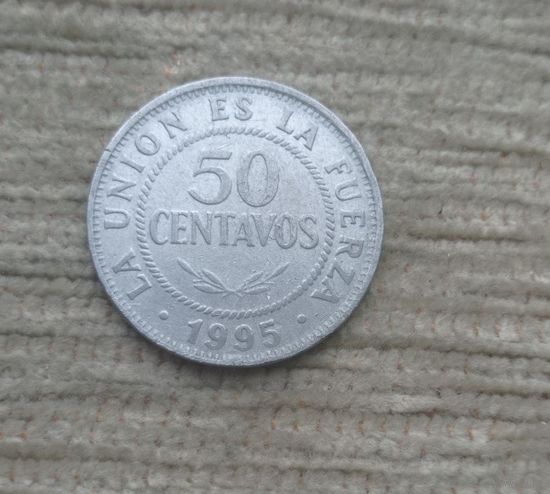 LA UNION ES LA FUERZA
50
CENTAVOS
· 1995 ·